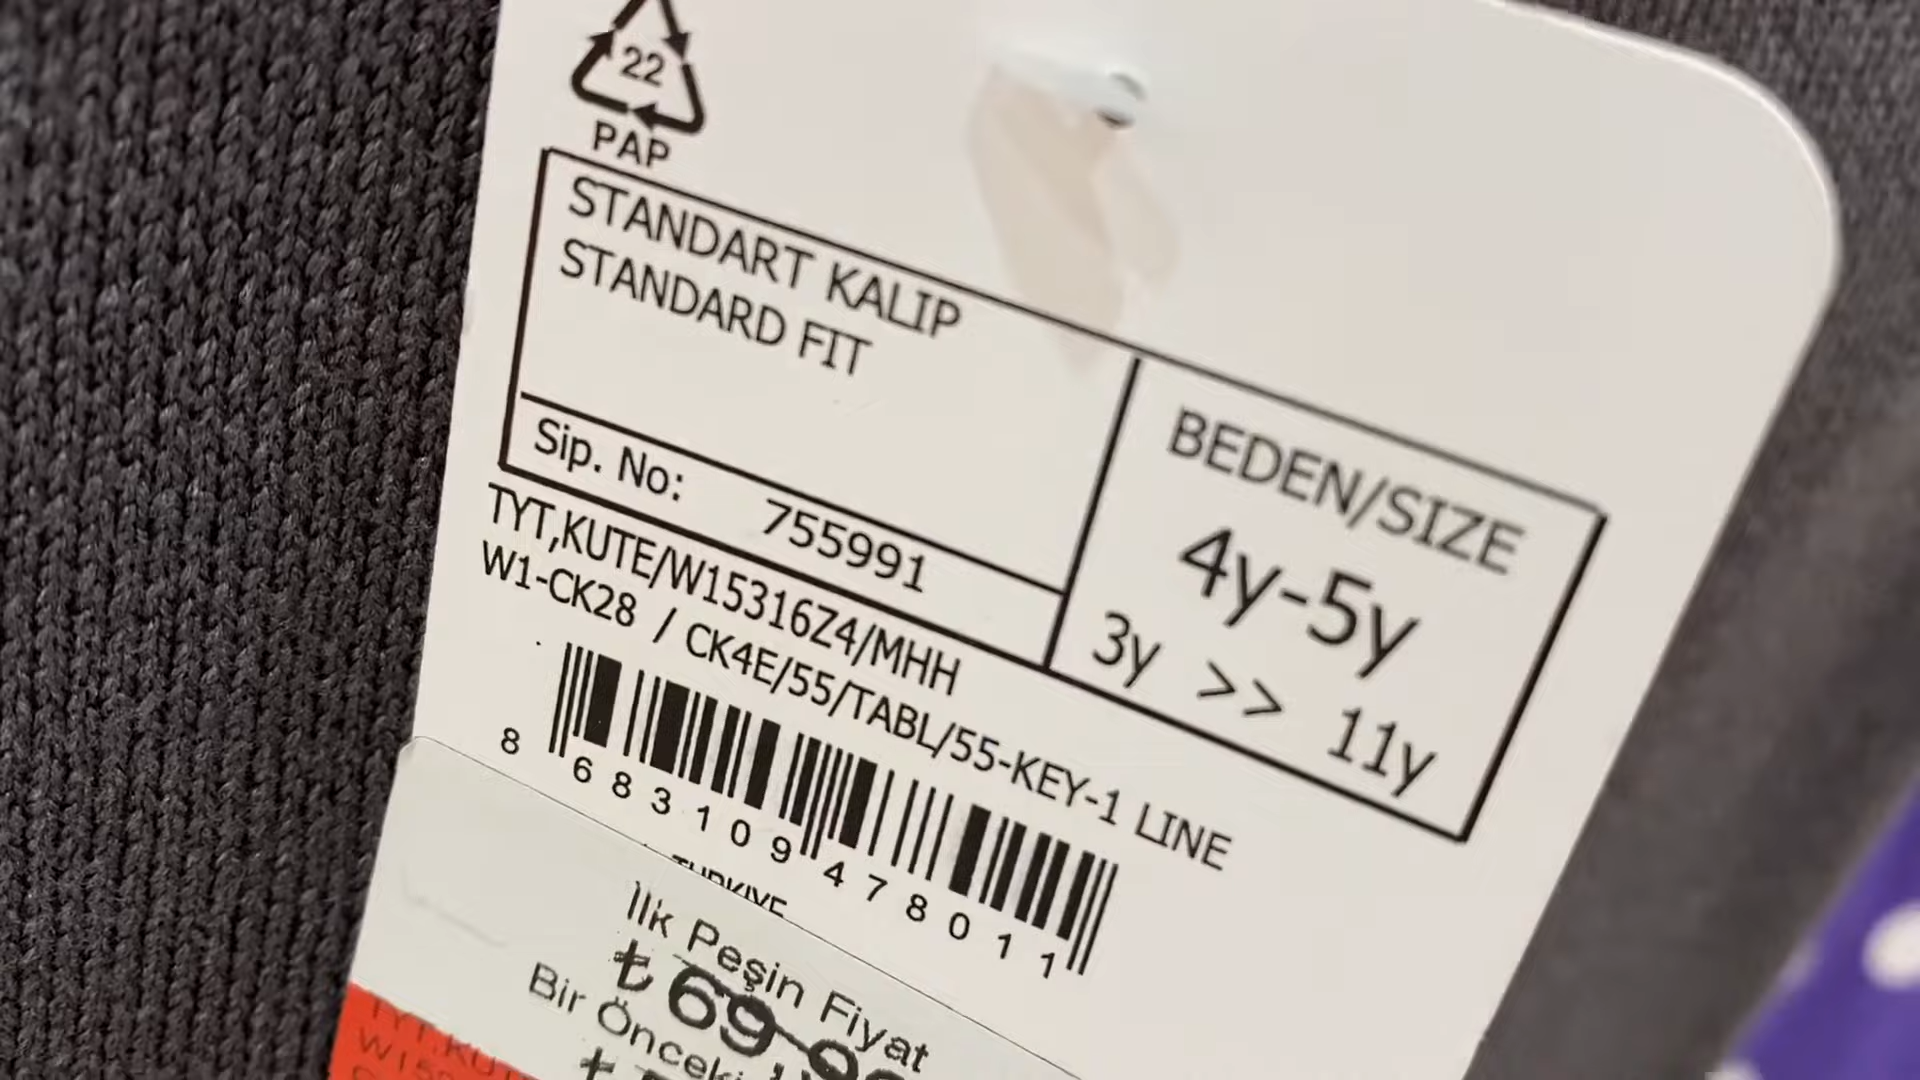 22
PAP
STANDART KALIP
STANDARD FIT
BEDEN/SIZE
4y-5y
3y >> 11y
Sip. No: 755991
TYT,KUTE/W15316Z4/MHH
W1-CK28 / CK4E/55/TABL/55-KEY-1 LINE
8 683109 478011
TURKIYE
İlk Peşin Fiyat
₺69,99
Bir Önceki